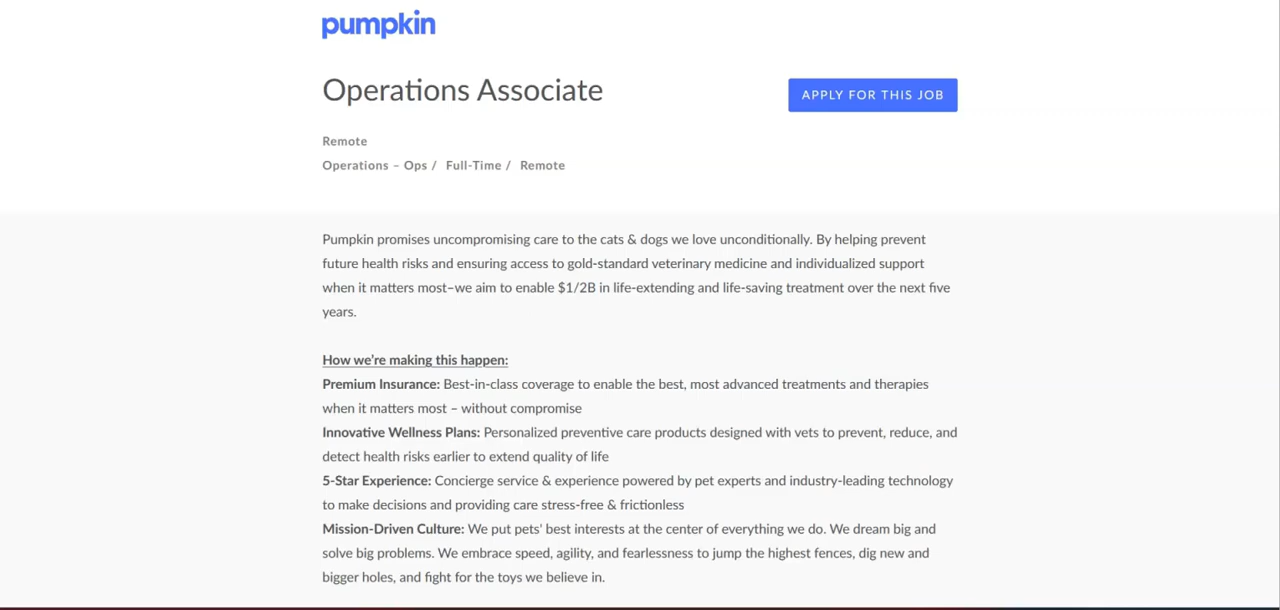 pumpkin
Operations Associate
APPLY FOR THIS JOB
Remote
Operations – Ops / Full-Time / Remote
Pumpkin promises uncompromising care to the cats & dogs we love unconditionally. By helping prevent
future health risks and ensuring access to gold-standard veterinary medicine and individualized support
when it matters most–we aim to enable $1/2B in life-extending and life-saving treatment over the next five
years.
How we're making this happen:
Premium Insurance: Best-in-class coverage to enable the best, most advanced treatments and therapies
when it matters most – without compromise
Innovative Wellness Plans: Personalized preventive care products designed with vets to prevent, reduce, and
detect health risks earlier to extend quality of life
5-Star Experience: Concierge service & experience powered by pet experts and industry-leading technology
to make decisions and providing care stress-free & frictionless
Mission-Driven Culture: We put pets' best interests at the center of everything we do. We dream big and
solve big problems. We embrace speed, agility, and fearlessness to jump the highest fences, dig new and
bigger holes, and fight for the toys we believe in.